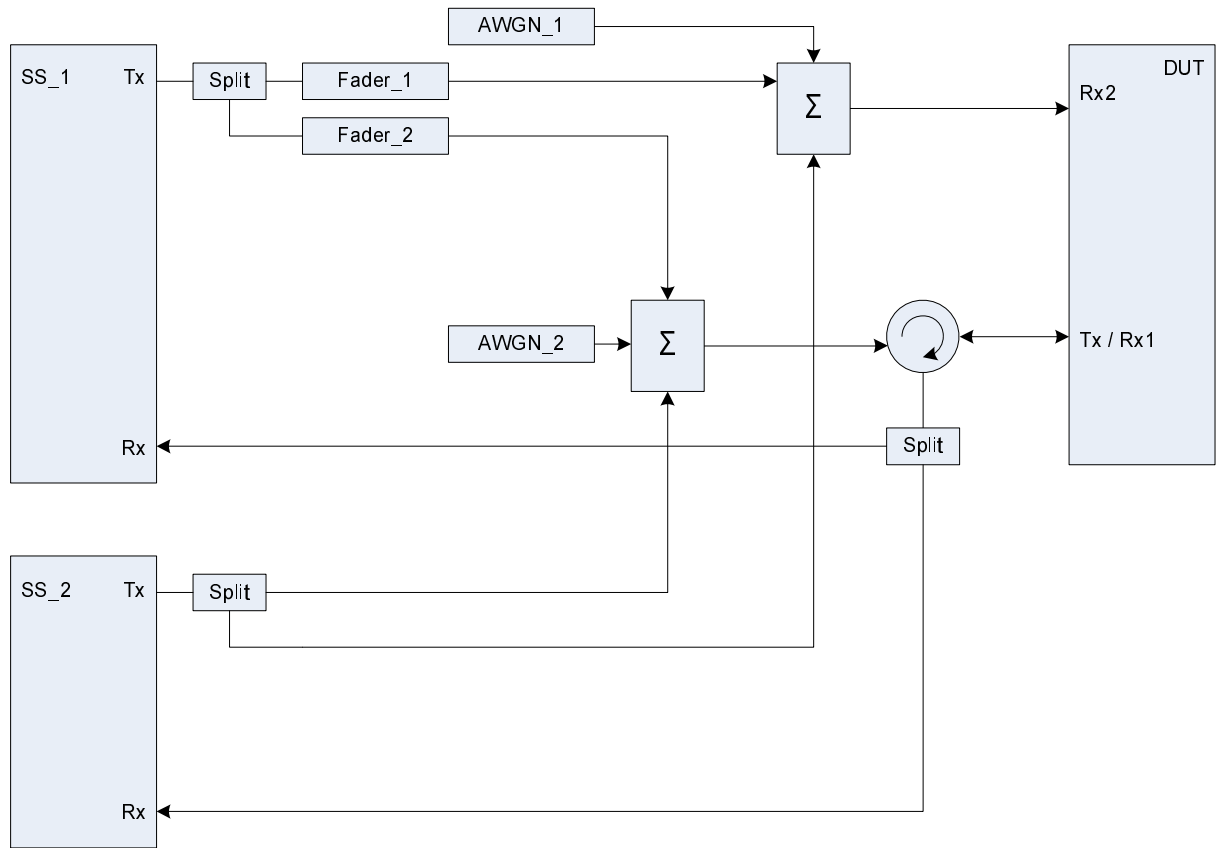 AWGN_1
SS_1 Tx
Split
Fader_1
Σ
DUT
Rx2
Fader_2
AWGN_2
Σ
Tx / Rx1
Rx
Split
SS_2 Tx
Split
Rx